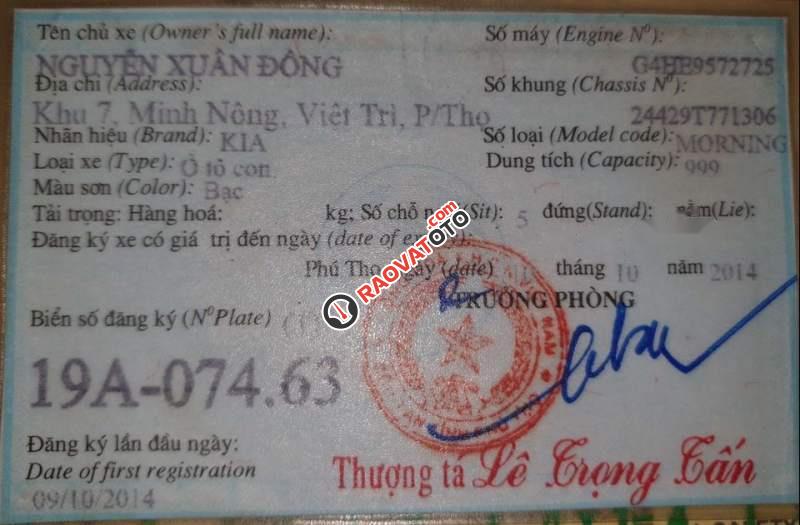 Tên chủ xe (Owner's full name):
NGUYỄN XUÂN ĐÔNG
Địa chỉ (Address):
Khu 7, Minh Nông, Việt Trì, P/Thọ
Nhãn hiệu (Brand): KIA
Loại xe (Type): Ô tô con
Màu sơn (Color): Bạc
Số máy (Engine N⁰):
G4HE9572725
Số khung (Chassis N⁰)
24429T771306
Số loại (Model code): MORNING
Dung tích (Capacity): 999
Tải trọng: Hàng hoá: kg; Số chỗ (Sit): 5 đứng(Stand): nằm(Lie):
Đăng ký xe có giá trị đến ngày (date of expiry):
Phú Thọ, ngày (date) tháng 10 năm 2014
TRƯỞNG PHÒNG
Biển số đăng ký (N⁰Plate)
19A-074.63
Đăng ký lần đầu ngày:
Date of first registration
09/10/2014
Thượng tá Lê Trọng Tấn
RAOVATOTO.com